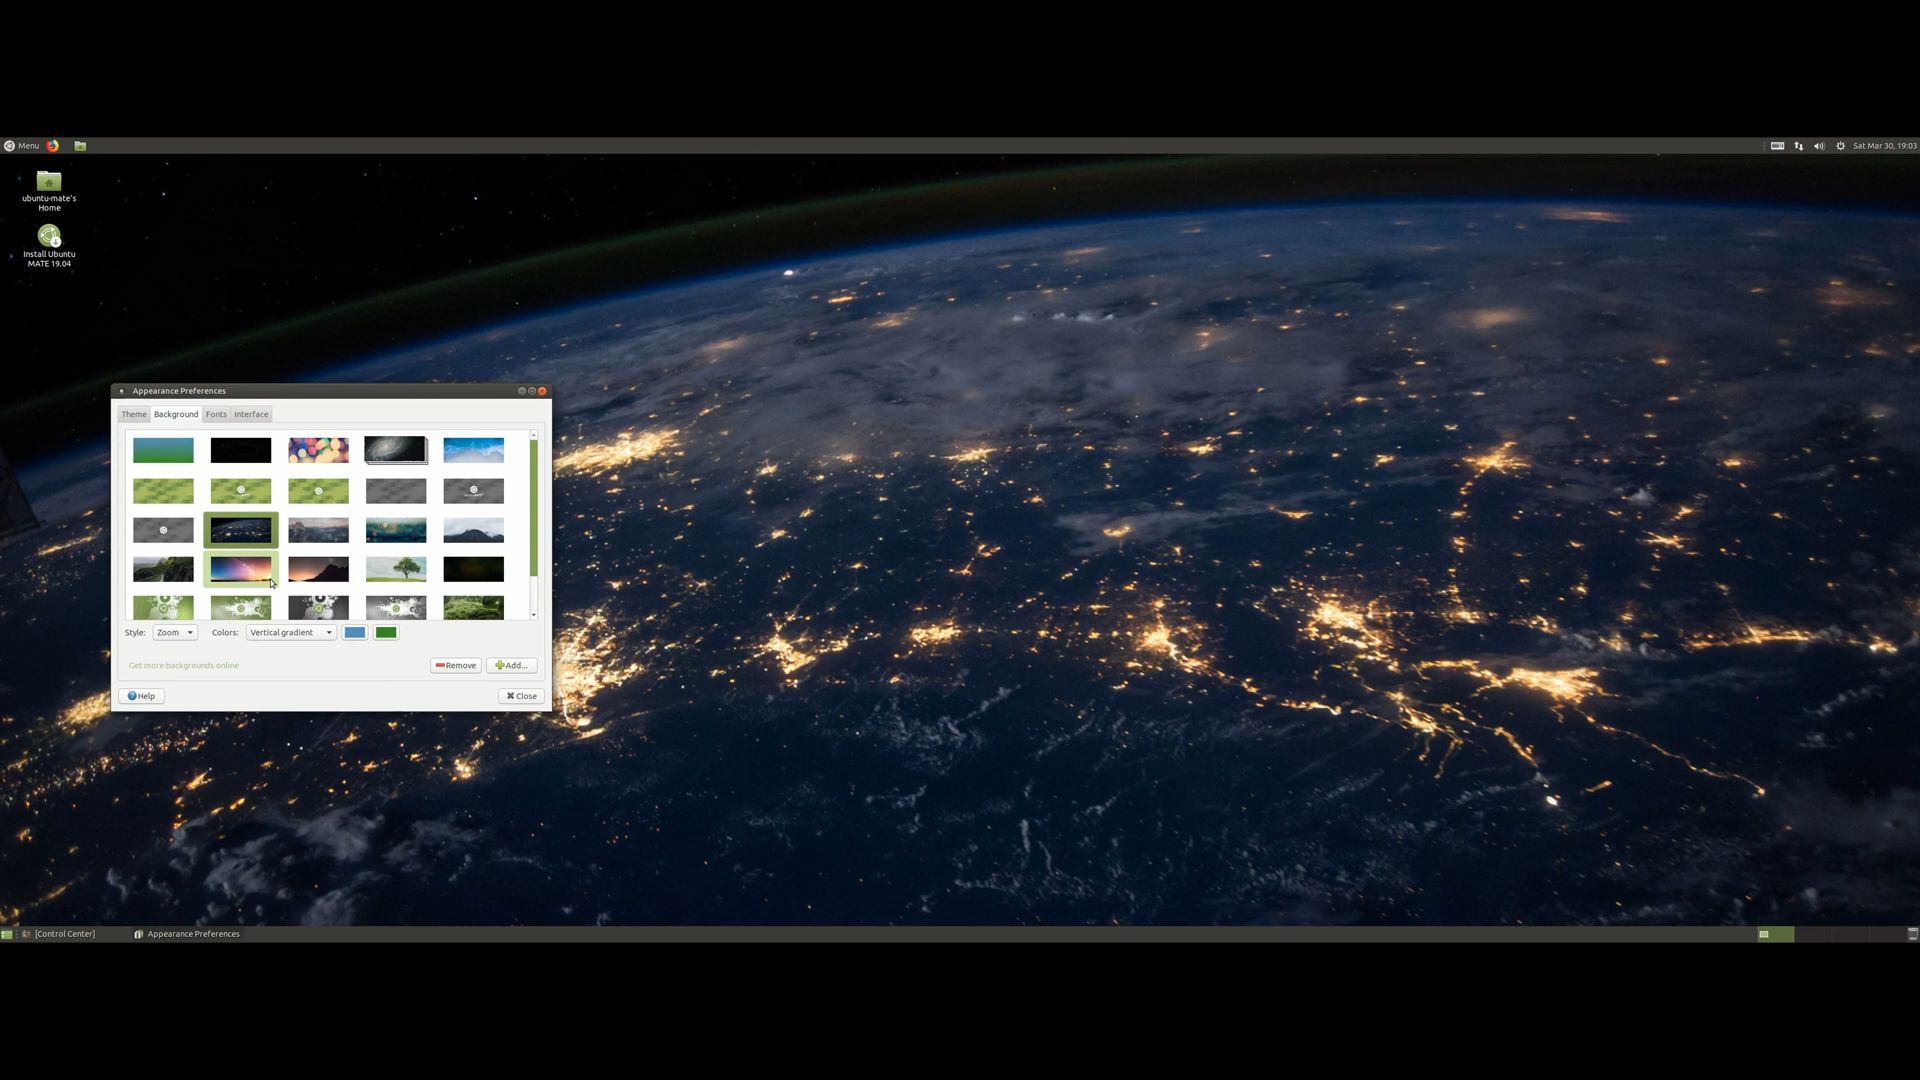 Menu
Sat Mar 30, 19:03
ubuntu-mate's
Home
Install Ubuntu
MATE 19.04
Appearance Preferences
Theme Background Fonts Interface
Style: Zoom Colors: Vertical gradient
Get more backgrounds online
Remove Add...
Help Close
[Control Center] Appearance Preferences